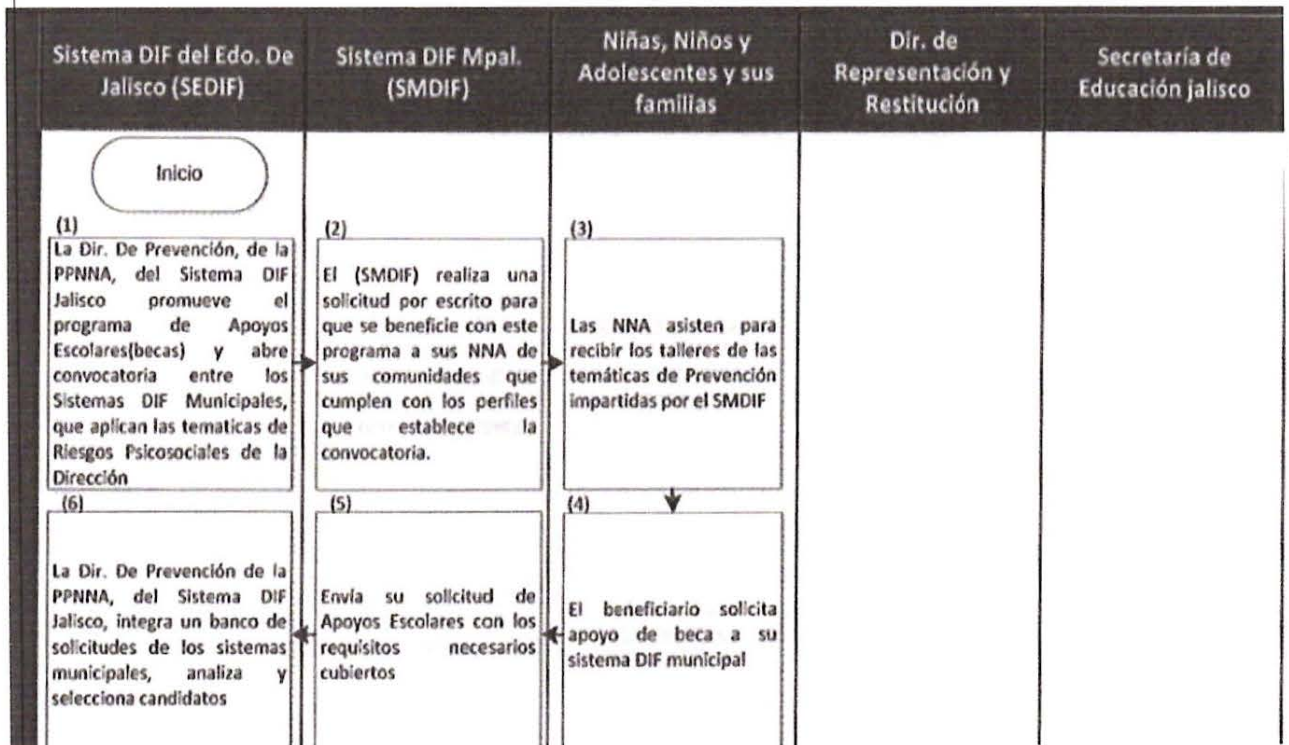 Sistema DIF del Edo. De
Jalisco (SEDIF)
Sistema DIF Mpal.
(SMDIF)
Niñas, Niños y
Adolescentes y sus
familias
Dir. de
Representación y
Restitución
Secretaría de
Educación jalisco
Inicio
(1)
La Dir. De Prevención, de la
PPNNA, del Sistema DIF
Jalisco promueve el
programa de Apoyos
Escolares(becas) y abre
convocatoria entre los
Sistemas DIF Municipales,
que aplican las tematicas de
Riesgos Psicosociales de la
Dirección
(2)
El (SMDIF) realiza una
solicitud por escrito para
que se beneficie con este
programa a sus NNA de
sus comunidades que
cumplen con los perfiles
que establece la
convocatoria.
(3)
Las NNA asisten para
recibir los talleres de las
temáticas de Prevención
impartidas por el SMDIF
(6)
La Dir. De Prevención de la
PPNNA, del Sistema DIF
Jalisco, integra un banco de
solicitudes de los sistemas
municipales, analiza y
selecciona candidatos
(5)
Envía su solicitud de
Apoyos Escolares con los
requisitos necesarios
cubiertos
(4)
El beneficiario solicita
apoyo de beca a su
sistema DIF municipal